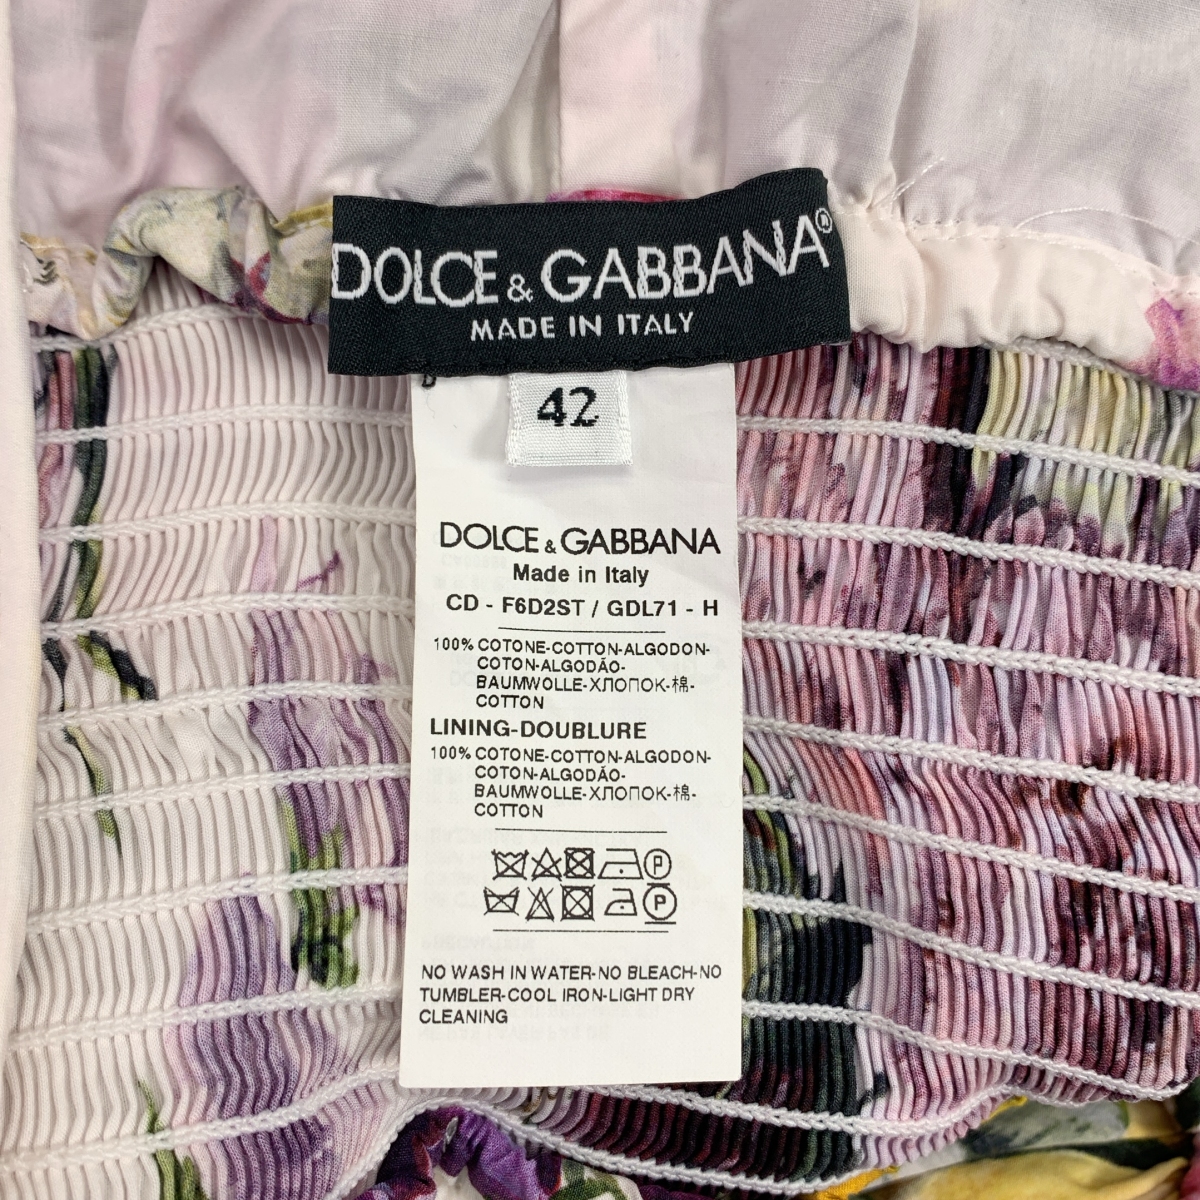 DOLCE & GABBANA®
MADE IN ITALY
42
DOLCE & GABBANA
Made in Italy
CD - F6D2ST / GDL71 - H
100% COTONE-COTTON-ALGODON-
COTON-ALGODÃO-
BAUMWOLLE-ХЛОПОК-棉-
COTTON
LINING-DOUBLURE
100% COTONE-COTTON-ALGODON-
COTON-ALGODÃO-
BAUMWOLLE-ХЛОПОК-棉-
COTTON
P
P
NO WASH IN WATER-NO BLEACH-NO
TUMBLER-COOL IRON-LIGHT DRY
CLEANING